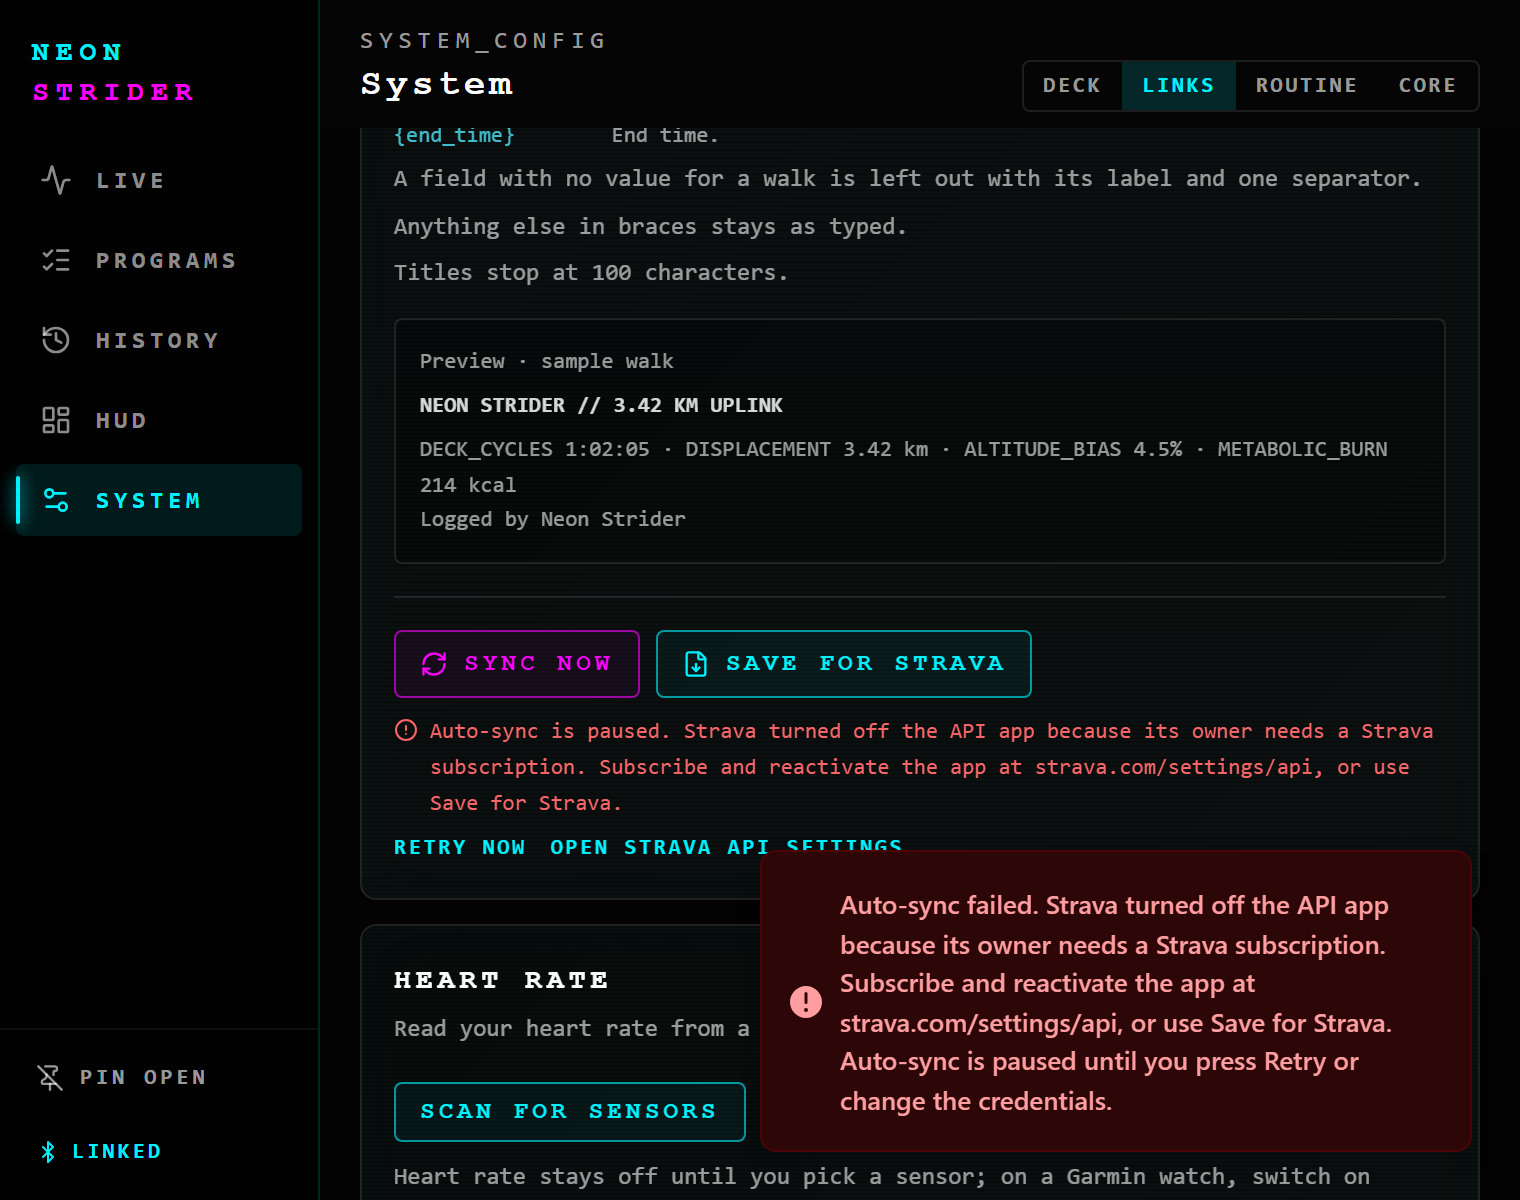 NEON
STRIDER
LIVE
PROGRAMS
HISTORY
HUD
SYSTEM
PIN OPEN
LINKED
SYSTEM_CONFIG
System
DECK
LINKS
ROUTINE
CORE
{end_time} End time.
A field with no value for a walk is left out with its label and one separator.
Anything else in braces stays as typed.
Titles stop at 100 characters.
Preview · sample walk
NEON STRIDER // 3.42 KM UPLINK
DECK_CYCLES 1:02:05 · DISPLACEMENT 3.42 km · ALTITUDE_BIAS 4.5% · METABOLIC_BURN
214 kcal
Logged by Neon Strider
SYNC NOW
SAVE FOR STRAVA
Auto-sync is paused. Strava turned off the API app because its owner needs a Strava
subscription. Subscribe and reactivate the app at strava.com/settings/api, or use
Save for Strava.
RETRY NOW
OPEN STRAVA API SETTINGS
HEART RATE
Read your heart rate from a
SCAN FOR SENSORS
Heart rate stays off until you pick a sensor; on a Garmin watch, switch on
Auto-sync failed. Strava turned off the API app
because its owner needs a Strava subscription.
Subscribe and reactivate the app at
strava.com/settings/api, or use Save for Strava.
Auto-sync is paused until you press Retry or
change the credentials.